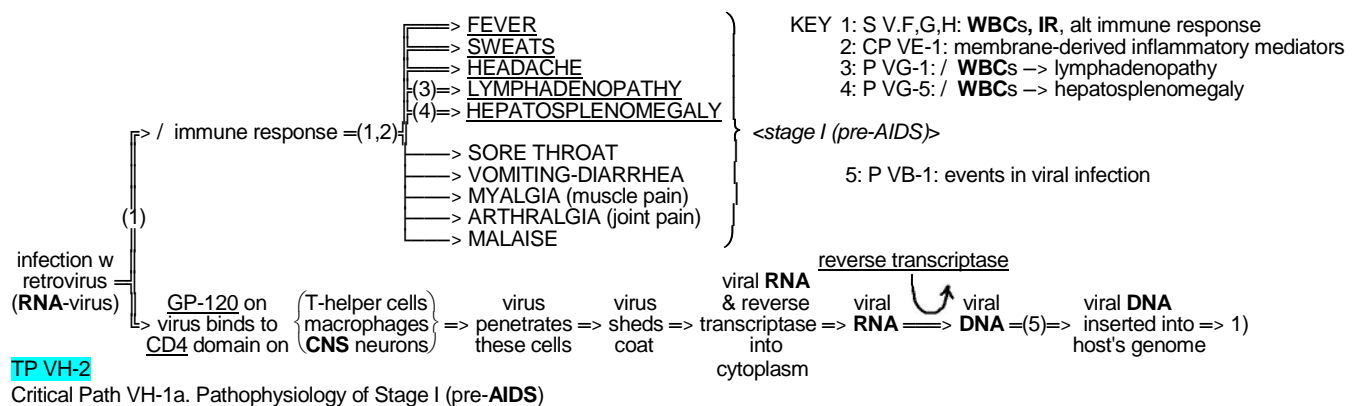 => FEVER KEY 1: S V.F,G,H: WBCs, IR, alt immune response
=> SWEATS 2: CP VE-1: membrane-derived inflammatory mediators
=> HEADACHE 3: P VG-1: / WBCs –> lymphadenopathy
(3)=> LYMPHADENOPATHY 4: P VG-5: / WBCs –> hepatosplenomegaly
(4)=> HEPATOSPLENOMEGALY
> / immune response =(1,2) <stage I (pre-AIDS)>
> SORE THROAT
> VOMITING-DIARRHEA 5: P VB-1: events in viral infection
> MYALGIA (muscle pain)
(1) > ARTHRALGIA (joint pain)
> MALAISE
infection w reverse transcriptase
retrovirus = viral RNA
(RNA-virus) GP-120 on T-helper cells virus virus & reverse viral viral viral DNA
> virus binds to macrophages => penetrates => sheds => transcriptase => RNA ==> DNA =(5)=> inserted into => 1)
CD4 domain on CNS neurons these cells coat into host's genome
cytoplasm
TP VH-2
Critical Path VH-1a. Pathophysiology of Stage I (pre-AIDS)